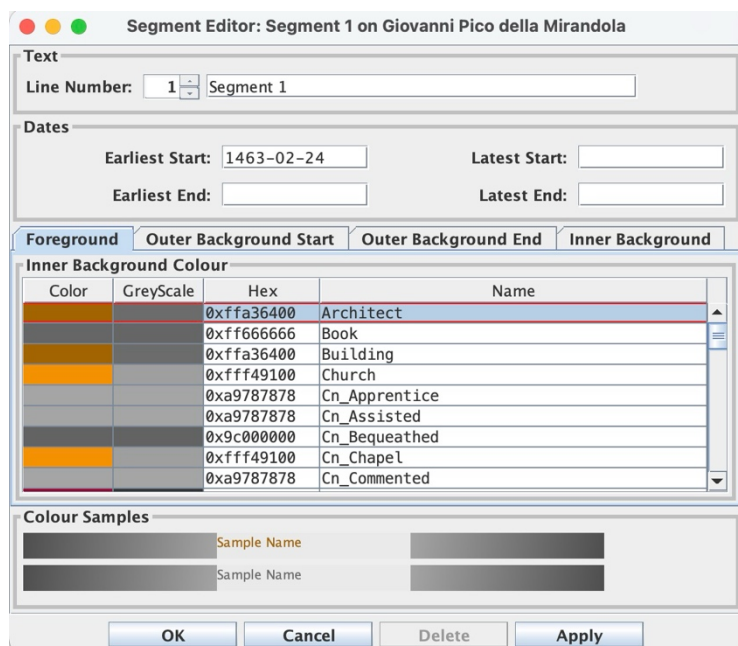 Segment Editor: Segment 1 on Giovanni Pico della Mirandola
Text
Line Number: 1 Segment 1
Dates
Earliest Start: 1463-02-24 Latest Start:
Earliest End: Latest End:
Foreground Outer Background Start Outer Background End Inner Background
Inner Background Colour
Color GreyScale Hex Name
0xffa36400 Architect
0xff666666 Book
0xffa36400 Building
0xfff49100 Church
0xa9787878 Cn_Apprentice
0xa9787878 Cn_Assisted
0x9c000000 Cn_Bequeathed
0xfff49100 Cn_Chapel
0xa9787878 Cn_Commented
Colour Samples
Sample Name
Sample Name
OK Cancel Delete Apply